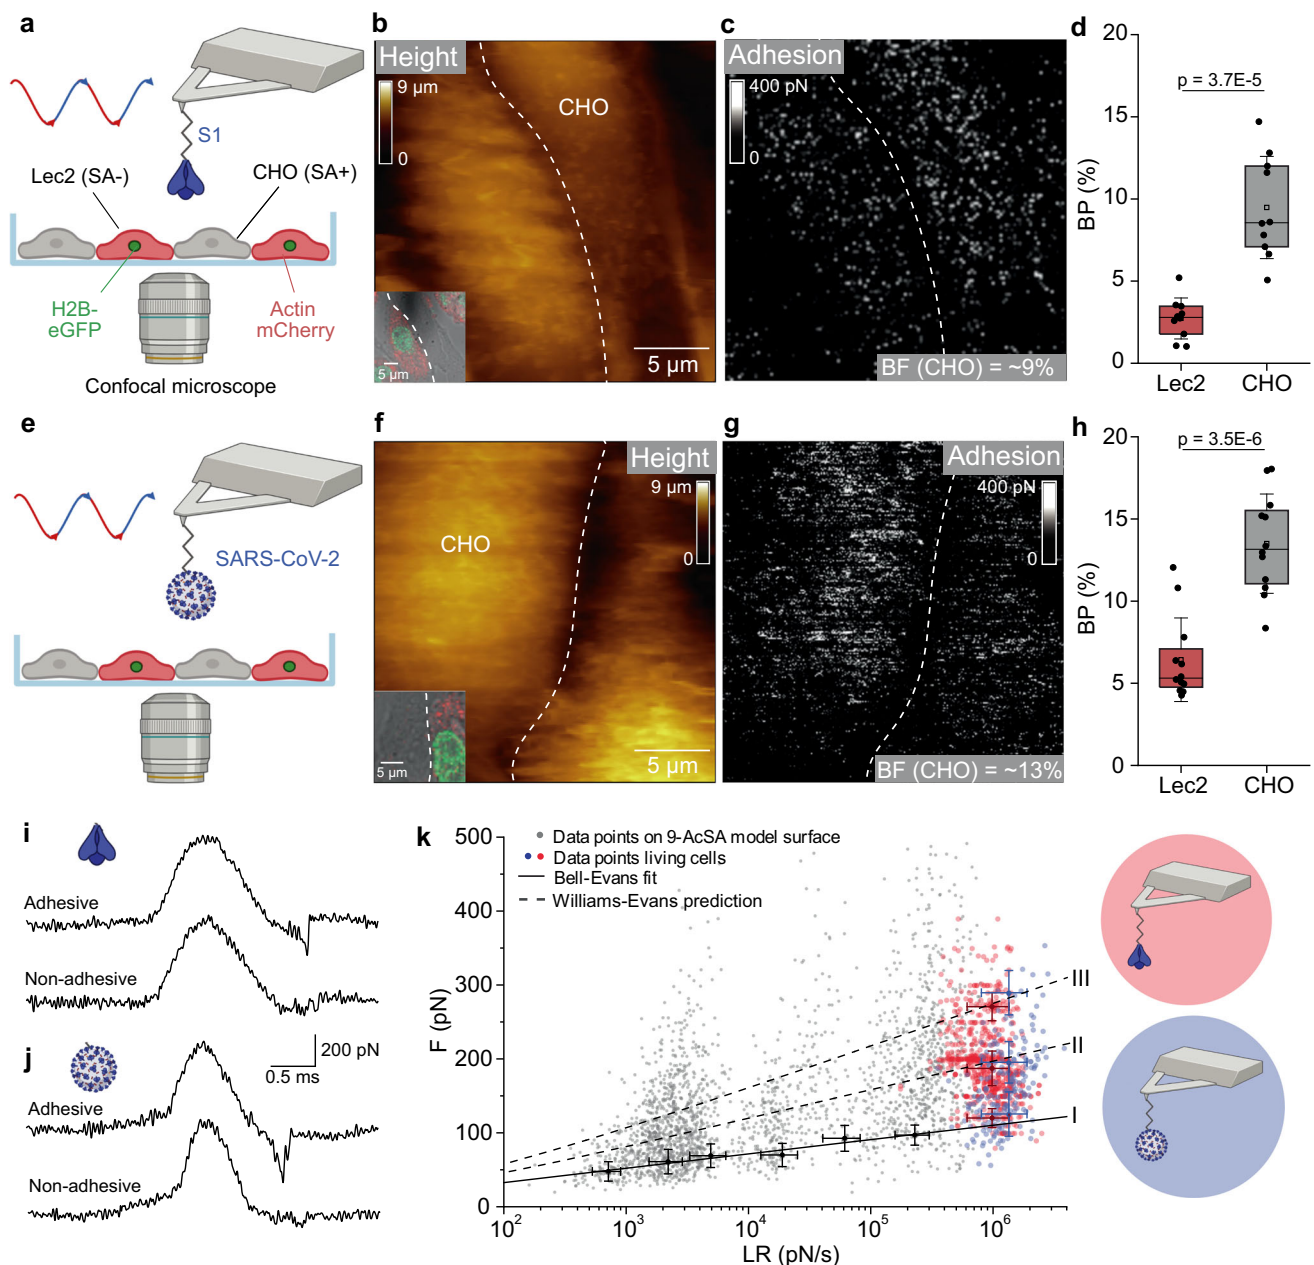 a
S1
Lec2 (SA-)
CHO (SA+)
H2B-
eGFP
Actin
mCherry
Confocal microscope
b
Height
9 µm
0
CHO
5 µm
5 µm
c
Adhesion
400 pN
0
BF (CHO) = ~9%
d
p = 3.7E-5
BP (%)
20
15
10
5
0
Lec2
CHO
e
SARS-CoV-2
f
Height
9 µm
0
CHO
5 µm
5 µm
g
Adhesion
400 pN
0
BF (CHO) = ~13%
h
p = 3.5E-6
BP (%)
20
15
10
5
0
Lec2
CHO
i
Adhesive
Non-adhesive
j
200 pN
0.5 ms
Adhesive
Non-adhesive
k
Data points on 9-AcSA model surface
Data points living cells
Bell-Evans fit
Williams-Evans prediction
F (pN)
500
400
300
200
100
0
III
II
I
10² 10³ 10⁴ 10⁵ 10⁶
LR (pN/s)